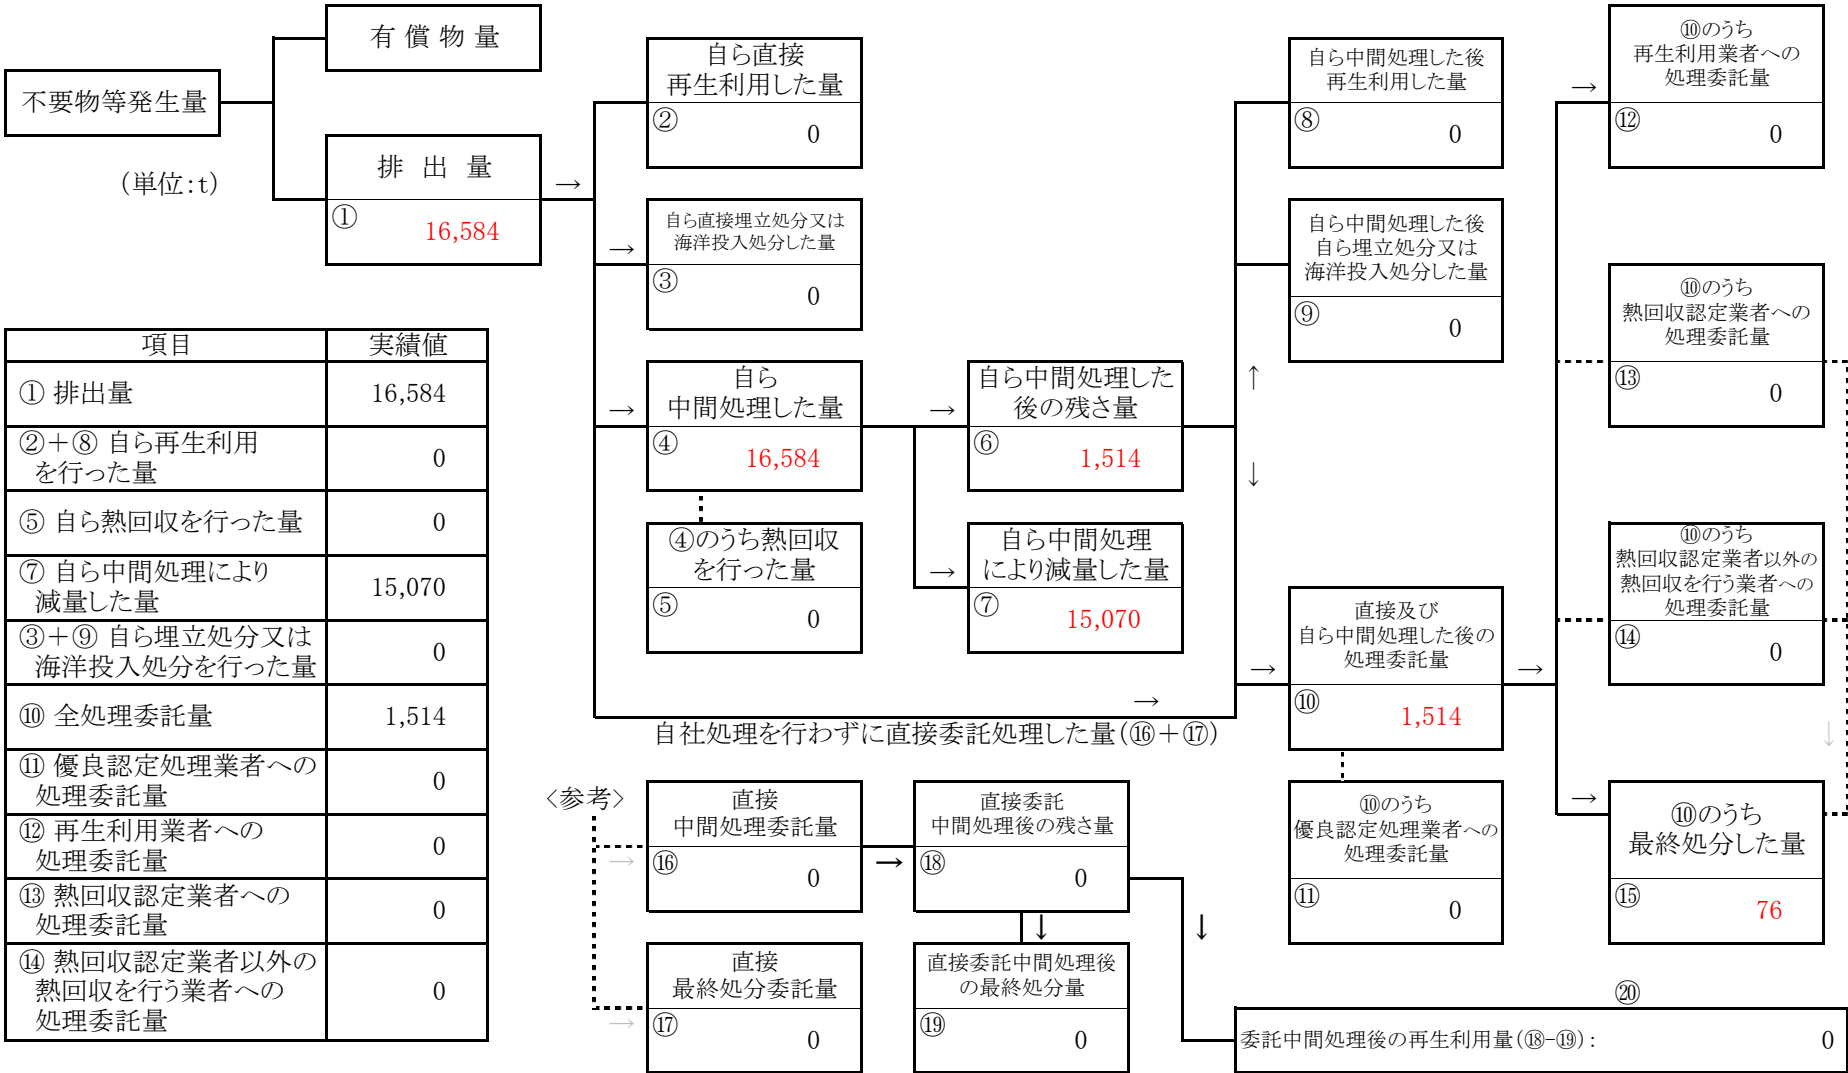 不要物等発生量
(単位:t)
有 償 物 量
排 出 量
①
16,584
→
自ら直接
再生利用した量
②
0
→
自ら直接埋立処分又は
海洋投入処分した量
③
0
→
自ら
中間処理した量
④
16,584
④のうち熱回収
を行った量
⑤
0
→
自ら中間処理した
後の残さ量
⑥
1,514
→
自ら中間処理
により減量した量
⑦
15,070
→
自社処理を行わずに直接委託処理した量(⑯+⑰)
↑
↓
自ら中間処理した後
再生利用した量
⑧
0
自ら中間処理した後
自ら埋立処分又は
海洋投入処分した量
⑨
0
→
直接及び
自ら中間処理した後の
処理委託量
⑩
1,514
→
⑩のうち
優良認定処理業者への
処理委託量
⑪
0
→
⑩のうち
再生利用業者への
処理委託量
⑫
0
⑩のうち
熱回収認定業者への
処理委託量
⑬
0
⑩のうち
熱回収認定業者以外の
熱回収を行う業者への
処理委託量
⑭
0
↓
→
⑩のうち
最終処分した量
⑮
76
項目 実績値
① 排出量 16,584
②+⑧ 自ら再生利用
を行った量 0
⑤ 自ら熱回収を行った量 0
⑦ 自ら中間処理により
減量した量 15,070
③+⑨ 自ら埋立処分又は
海洋投入処分を行った量 0
⑩ 全処理委託量 1,514
⑪ 優良認定処理業者への
処理委託量 0
⑫ 再生利用業者への
処理委託量 0
⑬ 熱回収認定業者への
処理委託量 0
⑭ 熱回収認定業者以外の
熱回収を行う業者への
処理委託量 0
〈参考〉
→
直接
中間処理委託量
⑯
0
→
直接委託
中間処理後の残さ量
⑱
0
↓
↓
→
直接
最終処分委託量
⑰
0
直接委託中間処理後
の最終処分量
⑲
0
⑳
委託中間処理後の再生利用量(⑱-⑲): 0